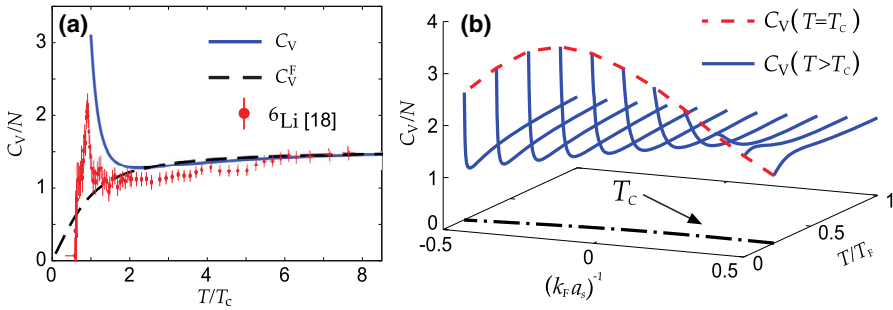 (a)
C_V
C_V^F
⁶Li [18]
C_V/N
3
2
1
0
0
2
4
6
8
T/T_c
(b)
C_V(T=T_C)
C_V(T>T_C)
C_V/N
4
3
2
1
0
T_C
-0.5
0
0.5
(k_F a_s)^-1
0
0.5
1
T/T_F